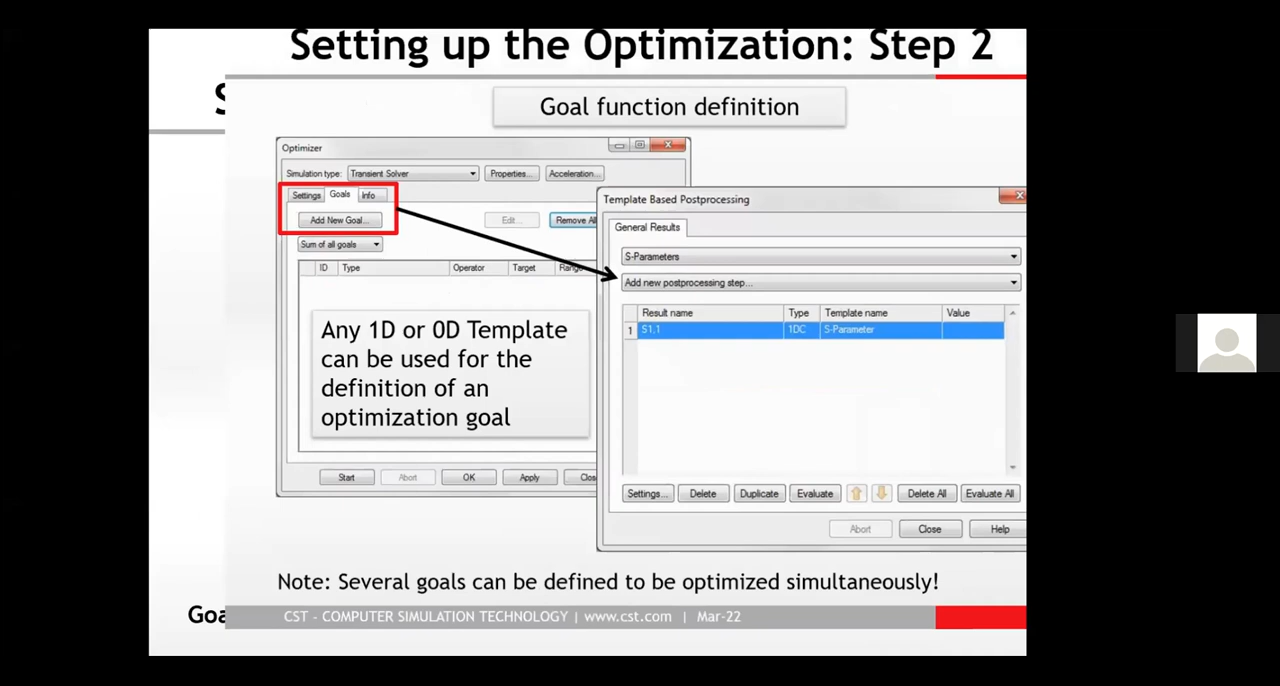 Setting up the Optimization: Step 2
S
Goal function definition
Optimizer
Simulation type: Transient Solver Properties... Acceleration...
Settings Goals Info
Add New Goal... Edit... Remove All
Sum of all goals
ID Type Operator Target Range
Any 1D or 0D Template
can be used for the
definition of an
optimization goal
Start Abort OK Apply Clos
Template Based Postprocessing
General Results
S-Parameters
Add new postprocessing step...
Result name Type Template name Value
1 S1,1 1DC S-Parameter
Settings... Delete Duplicate Evaluate Delete All Evaluate All
Abort Close Help
Note: Several goals can be defined to be optimized simultaneously!
Goa
CST - COMPUTER SIMULATION TECHNOLOGY | www.cst.com | Mar-22